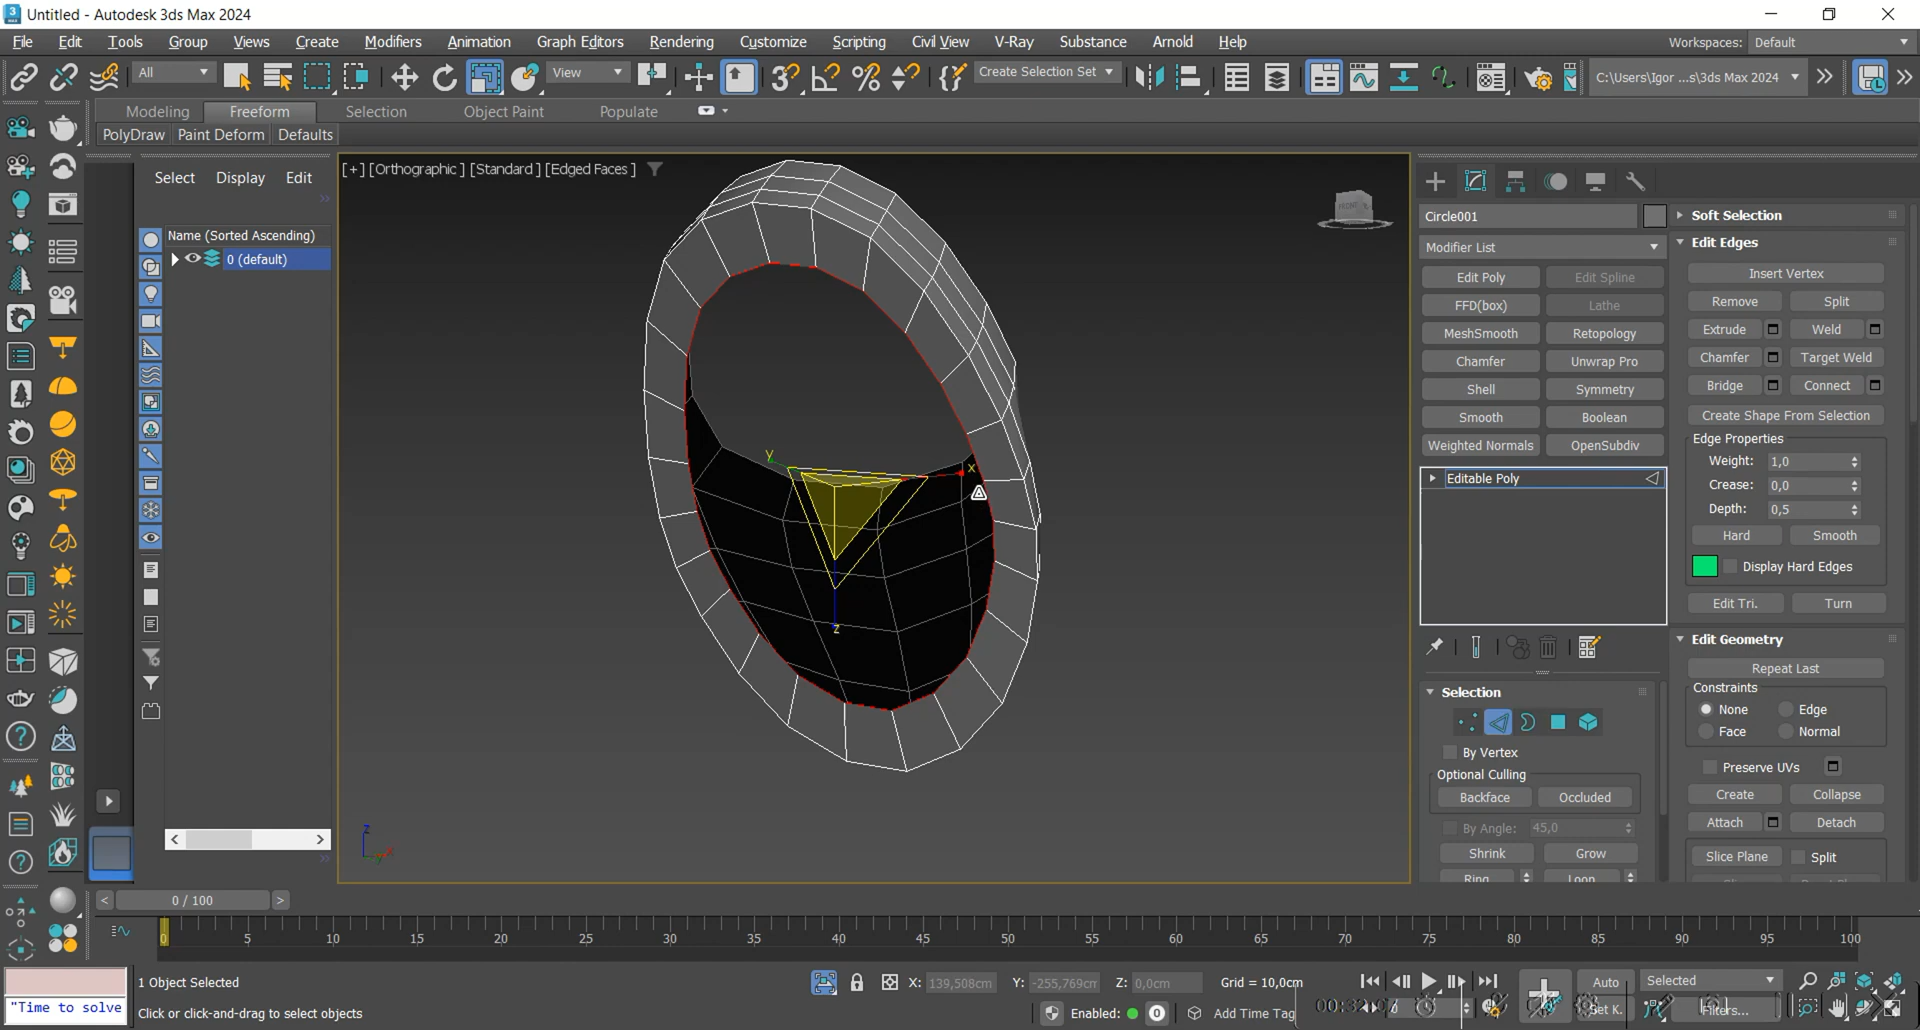 Untitled - Autodesk 3ds Max 2024
File Edit Tools Group Views Create Modifiers Animation Graph Editors Rendering Customize Scripting Civil View V-Ray Substance Arnold Help
Workspaces: Default
All
View
Create Selection Set
C:\Users\Igor ...s\3ds Max 2024
Modeling Freeform Selection Object Paint Populate
PolyDraw Paint Deform Defaults
Select Display Edit
Name (Sorted Ascending)
0 (default)
[+] [Orthographic ] [Standard ] [Edged Faces ]
FRONT
y
x
z
z
x
Circle001
Modifier List
Edit Poly Edit Spline
FFD(box) Lathe
MeshSmooth Retopology
Chamfer Unwrap Pro
Shell Symmetry
Smooth Boolean
Weighted Normals OpenSubdiv
Editable Poly
Selection
By Vertex
Optional Culling
Backface Occluded
By Angle: 45,0
Shrink Grow
Ring Loop
Soft Selection
Edit Edges
Insert Vertex
Remove Split
Extrude Weld
Chamfer Target Weld
Bridge Connect
Create Shape From Selection
Edge Properties
Weight: 1,0
Crease: 0,0
Depth: 0,5
Hard Smooth
Display Hard Edges
Edit Tri. Turn
Edit Geometry
Repeat Last
Constraints
None Edge
Face Normal
Preserve UVs
Create Collapse
Attach Detach
Slice Plane Split
< 0 / 100 >
0 5 10 15 20 25 30 35 40 45 50 55 60 65 70 75 80 85 90 95 100
1 Object Selected
X: 139,508cm Y: -255,769cm Z: 0,0cm Grid = 10,0cm
Auto Selected
"Time to solve
Click or click-and-drag to select objects
Enabled: 0 Add Time Tag
Set K. Filters...